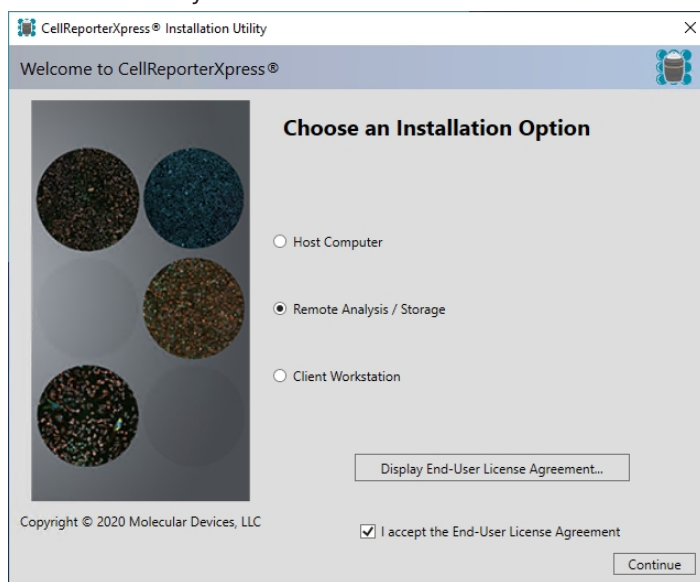 CellReporterXpress® Installation Utility
Welcome to CellReporterXpress®
Choose an Installation Option
Host Computer
Remote Analysis / Storage
Client Workstation
Display End-User License Agreement...
Copyright © 2020 Molecular Devices, LLC
I accept the End-User License Agreement
Continue